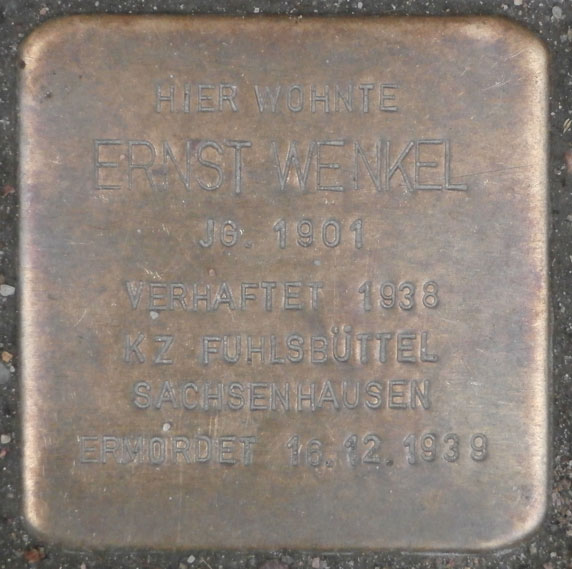 HIER WOHNTE
ERNST WENKEL
JG. 1901
VERHAFTET 1938
KZ FUHLSBÜTTEL
SACHSENHAUSEN
ERMORDET 16.12.1939